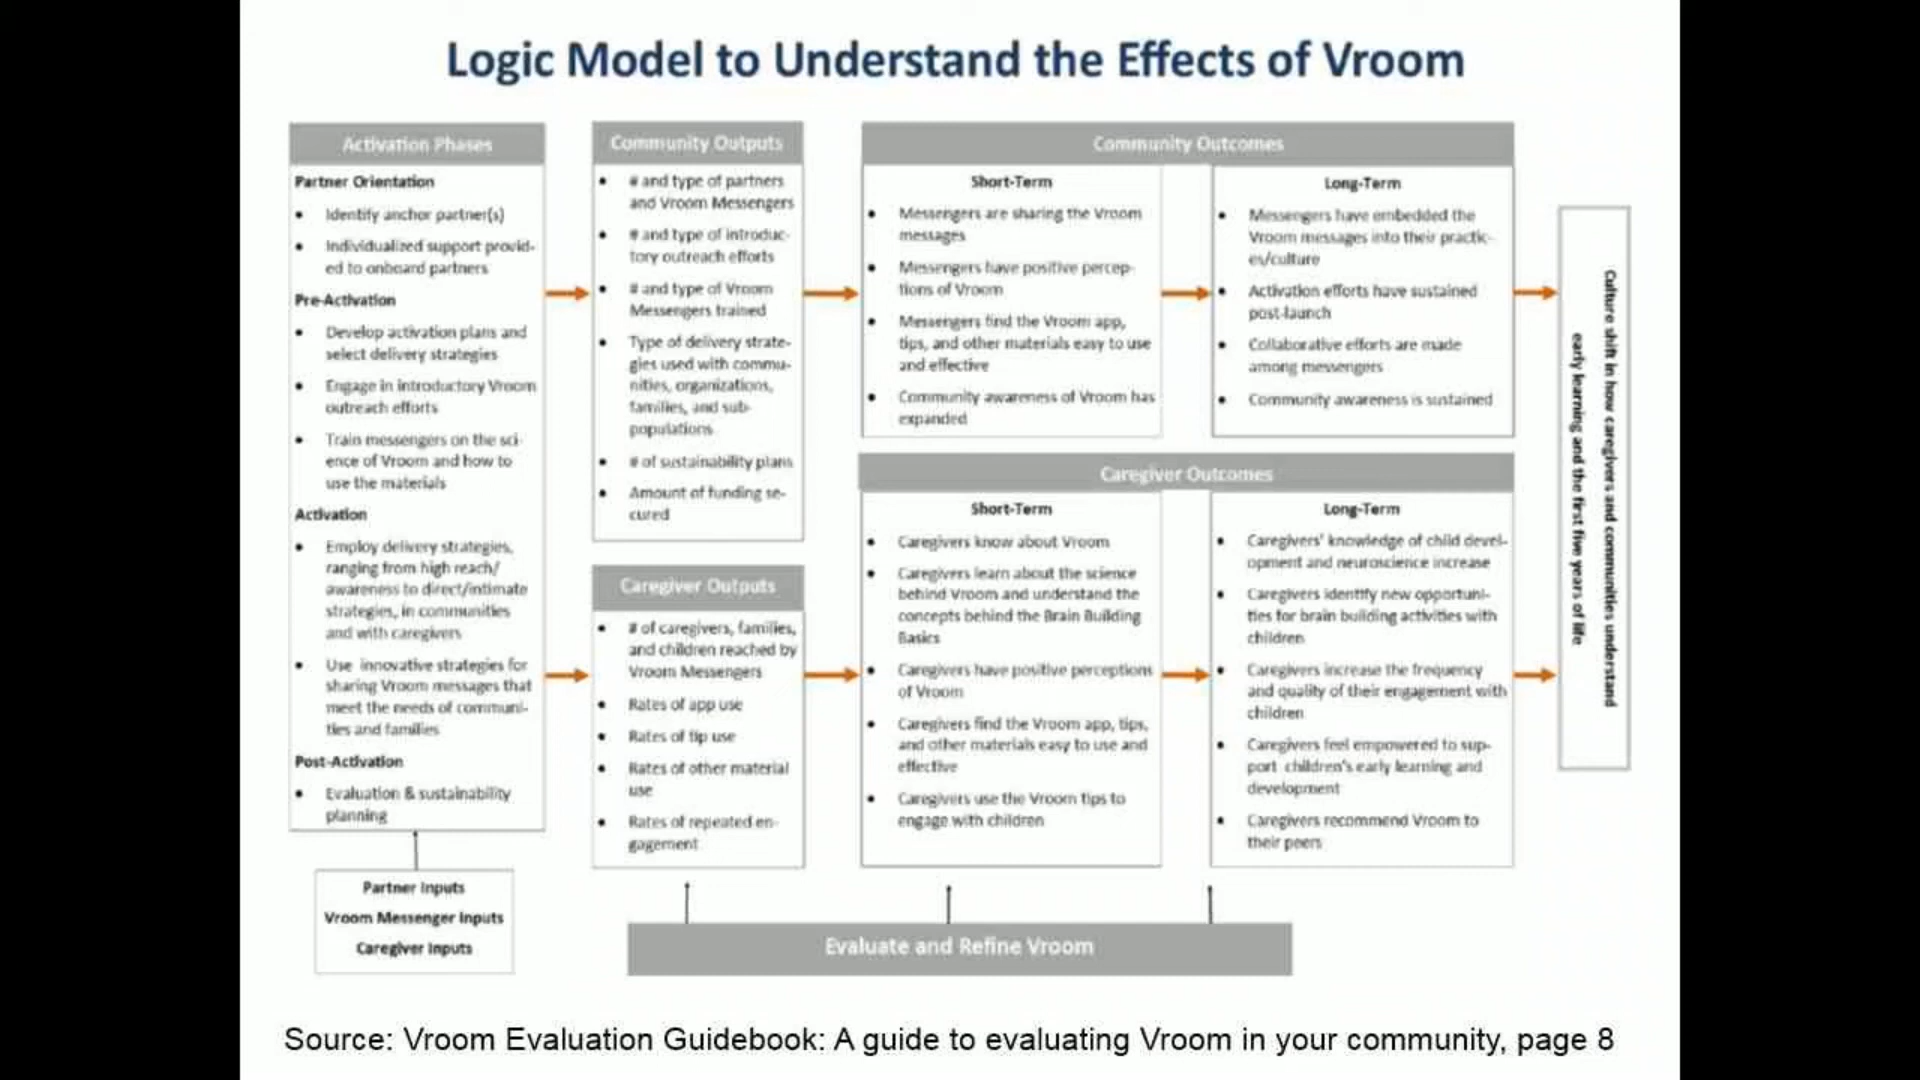 Logic Model to Understand the Effects of Vroom
Activation Phases
Partner Orientation
• Identify anchor partner(s)
• Individualized support provid-
ed to onboard partners
Pre-Activation
• Develop activation plans and
select delivery strategies
• Engage in introductory Vroom
outreach efforts
• Train messengers on the sci-
ence of Vroom and how to
use the materials
Activation
• Employ delivery strategies,
ranging from high reach/
awareness to direct/intimate
strategies, in communities
and with caregivers
• Use innovative strategies for
sharing Vroom messages that
meet the needs of communi-
ties and families
Post-Activation
• Evaluation & sustainability
planning
Partner Inputs
Vroom Messenger Inputs
Caregiver Inputs
Community Outputs
• # and type of partners
and Vroom Messengers
• # and type of introduc-
tory outreach efforts
• # and type of Vroom
Messengers trained
• Type of delivery strate-
gies used with commu-
nities, organizations,
families, and sub-
populations
• # of sustainability plans
• Amount of funding se-
cured
Caregiver Outputs
• # of caregivers, families,
and children reached by
Vroom Messengers
• Rates of app use
• Rates of tip use
• Rates of other material
use
• Rates of repeated en-
gagement
Community Outcomes
Short-Term
• Messengers are sharing the Vroom
messages
• Messengers have positive percep-
tions of Vroom
• Messengers find the Vroom app,
tips, and other materials easy to use
and effective
• Community awareness of Vroom has
expanded
Long-Term
• Messengers have embedded the
Vroom messages into their practic-
es/culture
• Activation efforts have sustained
post-launch
• Collaborative efforts are made
among messengers
• Community awareness is sustained
Caregiver Outcomes
Short-Term
• Caregivers know about Vroom
• Caregivers learn about the science
behind Vroom and understand the
concepts behind the Brain Building
Basics
• Caregivers have positive perceptions
of Vroom
• Caregivers find the Vroom app, tips,
and other materials easy to use and
effective
• Caregivers use the Vroom tips to
engage with children
Long-Term
• Caregivers' knowledge of child devel-
opment and neuroscience increase
• Caregivers identify new opportuni-
ties for brain building activities with
children
• Caregivers increase the frequency
and quality of their engagement with
children
• Caregivers feel empowered to sup-
port children's early learning and
development
• Caregivers recommend Vroom to
their peers
Culture shift in how caregivers and communities understand
early learning and the first five years of life
Evaluate and Refine Vroom
Source: Vroom Evaluation Guidebook: A guide to evaluating Vroom in your community, page 8